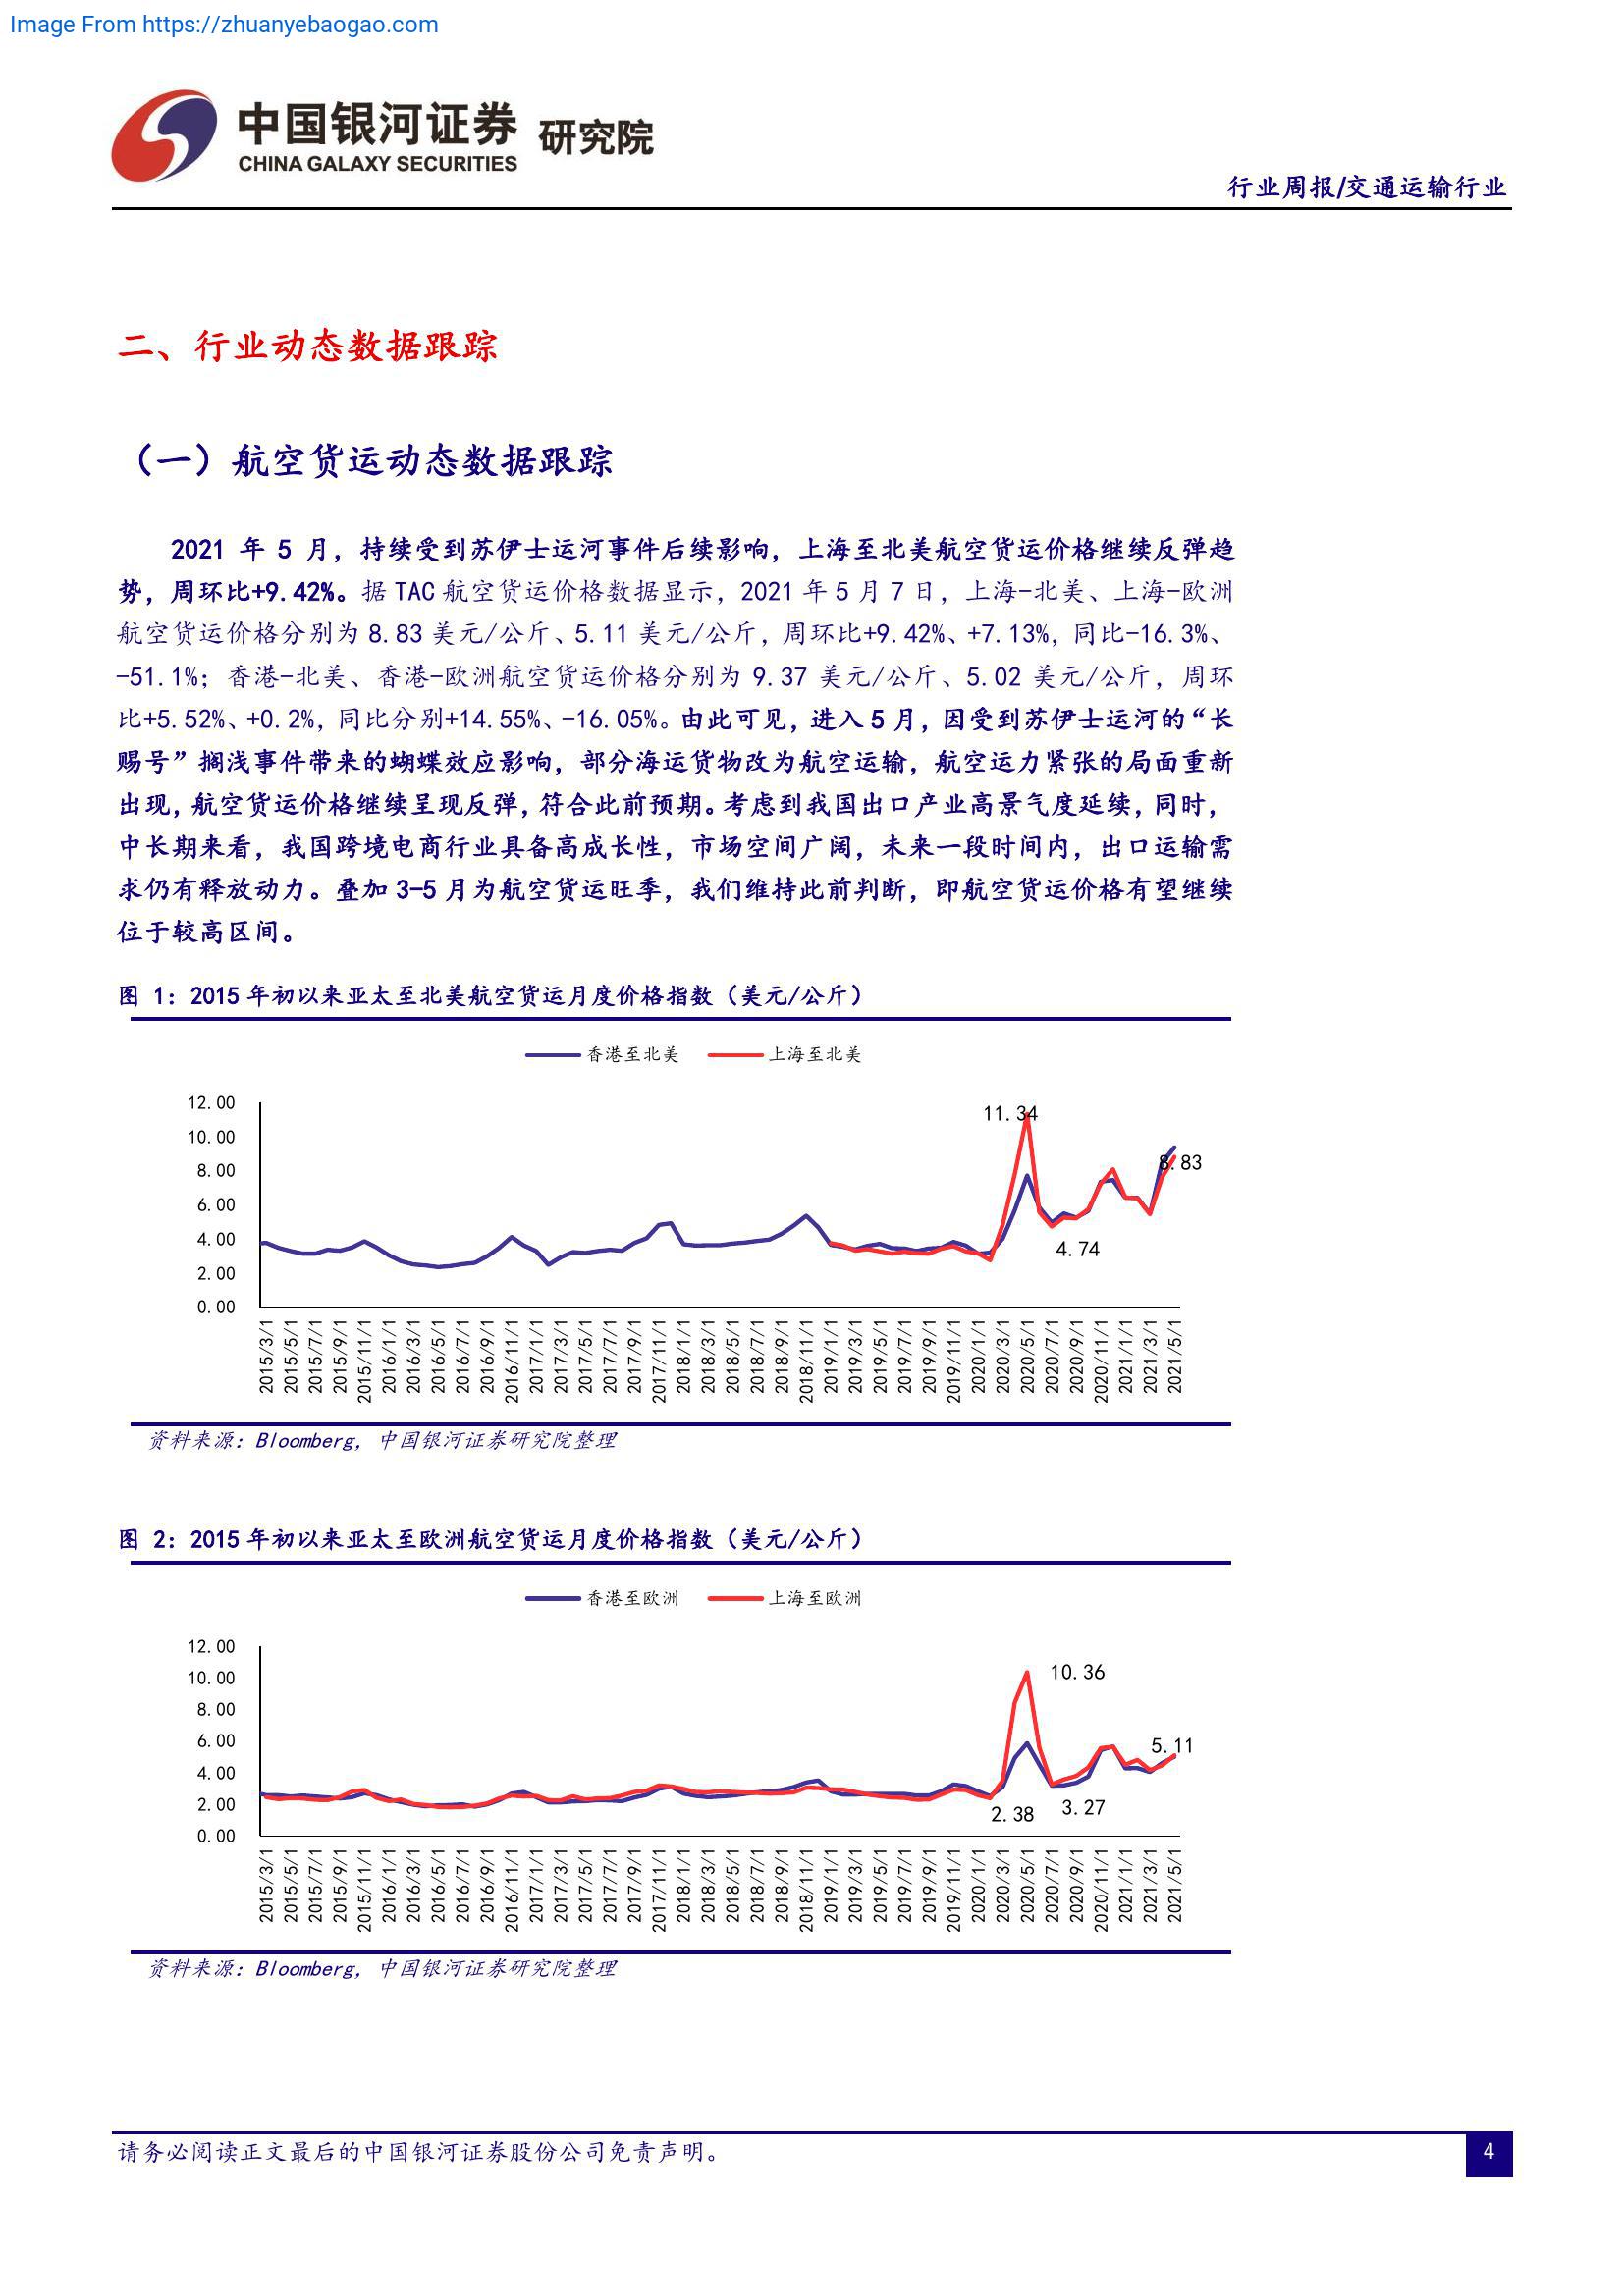 Image From https://zhuanyebaogao.com
中国银河证券 研究院
CHINA GALAXY SECURITIES
行业周报/交通运输行业
二、行业动态数据跟踪
（一）航空货运动态数据跟踪
2021 年 5 月，持续受到苏伊士运河事件后续影响，上海至北美航空货运价格继续反弹趋
势，周环比+9.42%。据 TAC 航空货运价格数据显示，2021 年 5 月 7 日，上海-北美、上海-欧洲
航空货运价格分别为 8.83 美元/公斤、5.11 美元/公斤，周环比+9.42%、+7.13%，同比-16.3%、
-51.1%；香港-北美、香港-欧洲航空货运价格分别为 9.37 美元/公斤、5.02 美元/公斤，周环
比+5.52%、+0.2%，同比分别+14.55%、-16.05%。由此可见，进入 5 月，因受到苏伊士运河的“长
赐号”搁浅事件带来的蝴蝶效应影响，部分海运货物改为航空运输，航空运力紧张的局面重新
出现，航空货运价格继续呈现反弹，符合此前预期。考虑到我国出口产业高景气度延续，同时，
中长期来看，我国跨境电商行业具备高成长性，市场空间广阔，未来一段时间内，出口运输需
求仍有释放动力。叠加 3-5 月为航空货运旺季，我们维持此前判断，即航空货运价格有望继续
位于较高区间。
图 1：2015 年初以来亚太至北美航空货运月度价格指数（美元/公斤）
香港至北美 上海至北美
12.00
10.00
8.00
6.00
4.00
2.00
0.00
11.34
8.83
4.74
2015/3/1 2015/5/1 2015/7/1 2015/9/1 2015/11/1 2016/1/1 2016/3/1 2016/5/1 2016/7/1 2016/9/1 2016/11/1 2017/1/1 2017/3/1 2017/5/1 2017/7/1 2017/9/1 2017/11/1 2018/1/1 2018/3/1 2018/5/1 2018/7/1 2018/9/1 2018/11/1 2019/1/1 2019/3/1 2019/5/1 2019/7/1 2019/9/1 2019/11/1 2020/1/1 2020/3/1 2020/5/1 2020/7/1 2020/9/1 2020/11/1 2021/1/1 2021/3/1 2021/5/1
资料来源：Bloomberg, 中国银河证券研究院整理
图 2：2015 年初以来亚太至欧洲航空货运月度价格指数（美元/公斤）
香港至欧洲 上海至欧洲
12.00
10.00
8.00
6.00
4.00
2.00
0.00
10.36
5.11
2.38
3.27
2015/3/1 2015/5/1 2015/7/1 2015/9/1 2015/11/1 2016/1/1 2016/3/1 2016/5/1 2016/7/1 2016/9/1 2016/11/1 2017/1/1 2017/3/1 2017/5/1 2017/7/1 2017/9/1 2017/11/1 2018/1/1 2018/3/1 2018/5/1 2018/7/1 2018/9/1 2018/11/1 2019/1/1 2019/3/1 2019/5/1 2019/7/1 2019/9/1 2019/11/1 2020/1/1 2020/3/1 2020/5/1 2020/7/1 2020/9/1 2020/11/1 2021/1/1 2021/3/1 2021/5/1
资料来源：Bloomberg, 中国银河证券研究院整理
请务必阅读正文最后的中国银河证券股份公司免责声明。
4